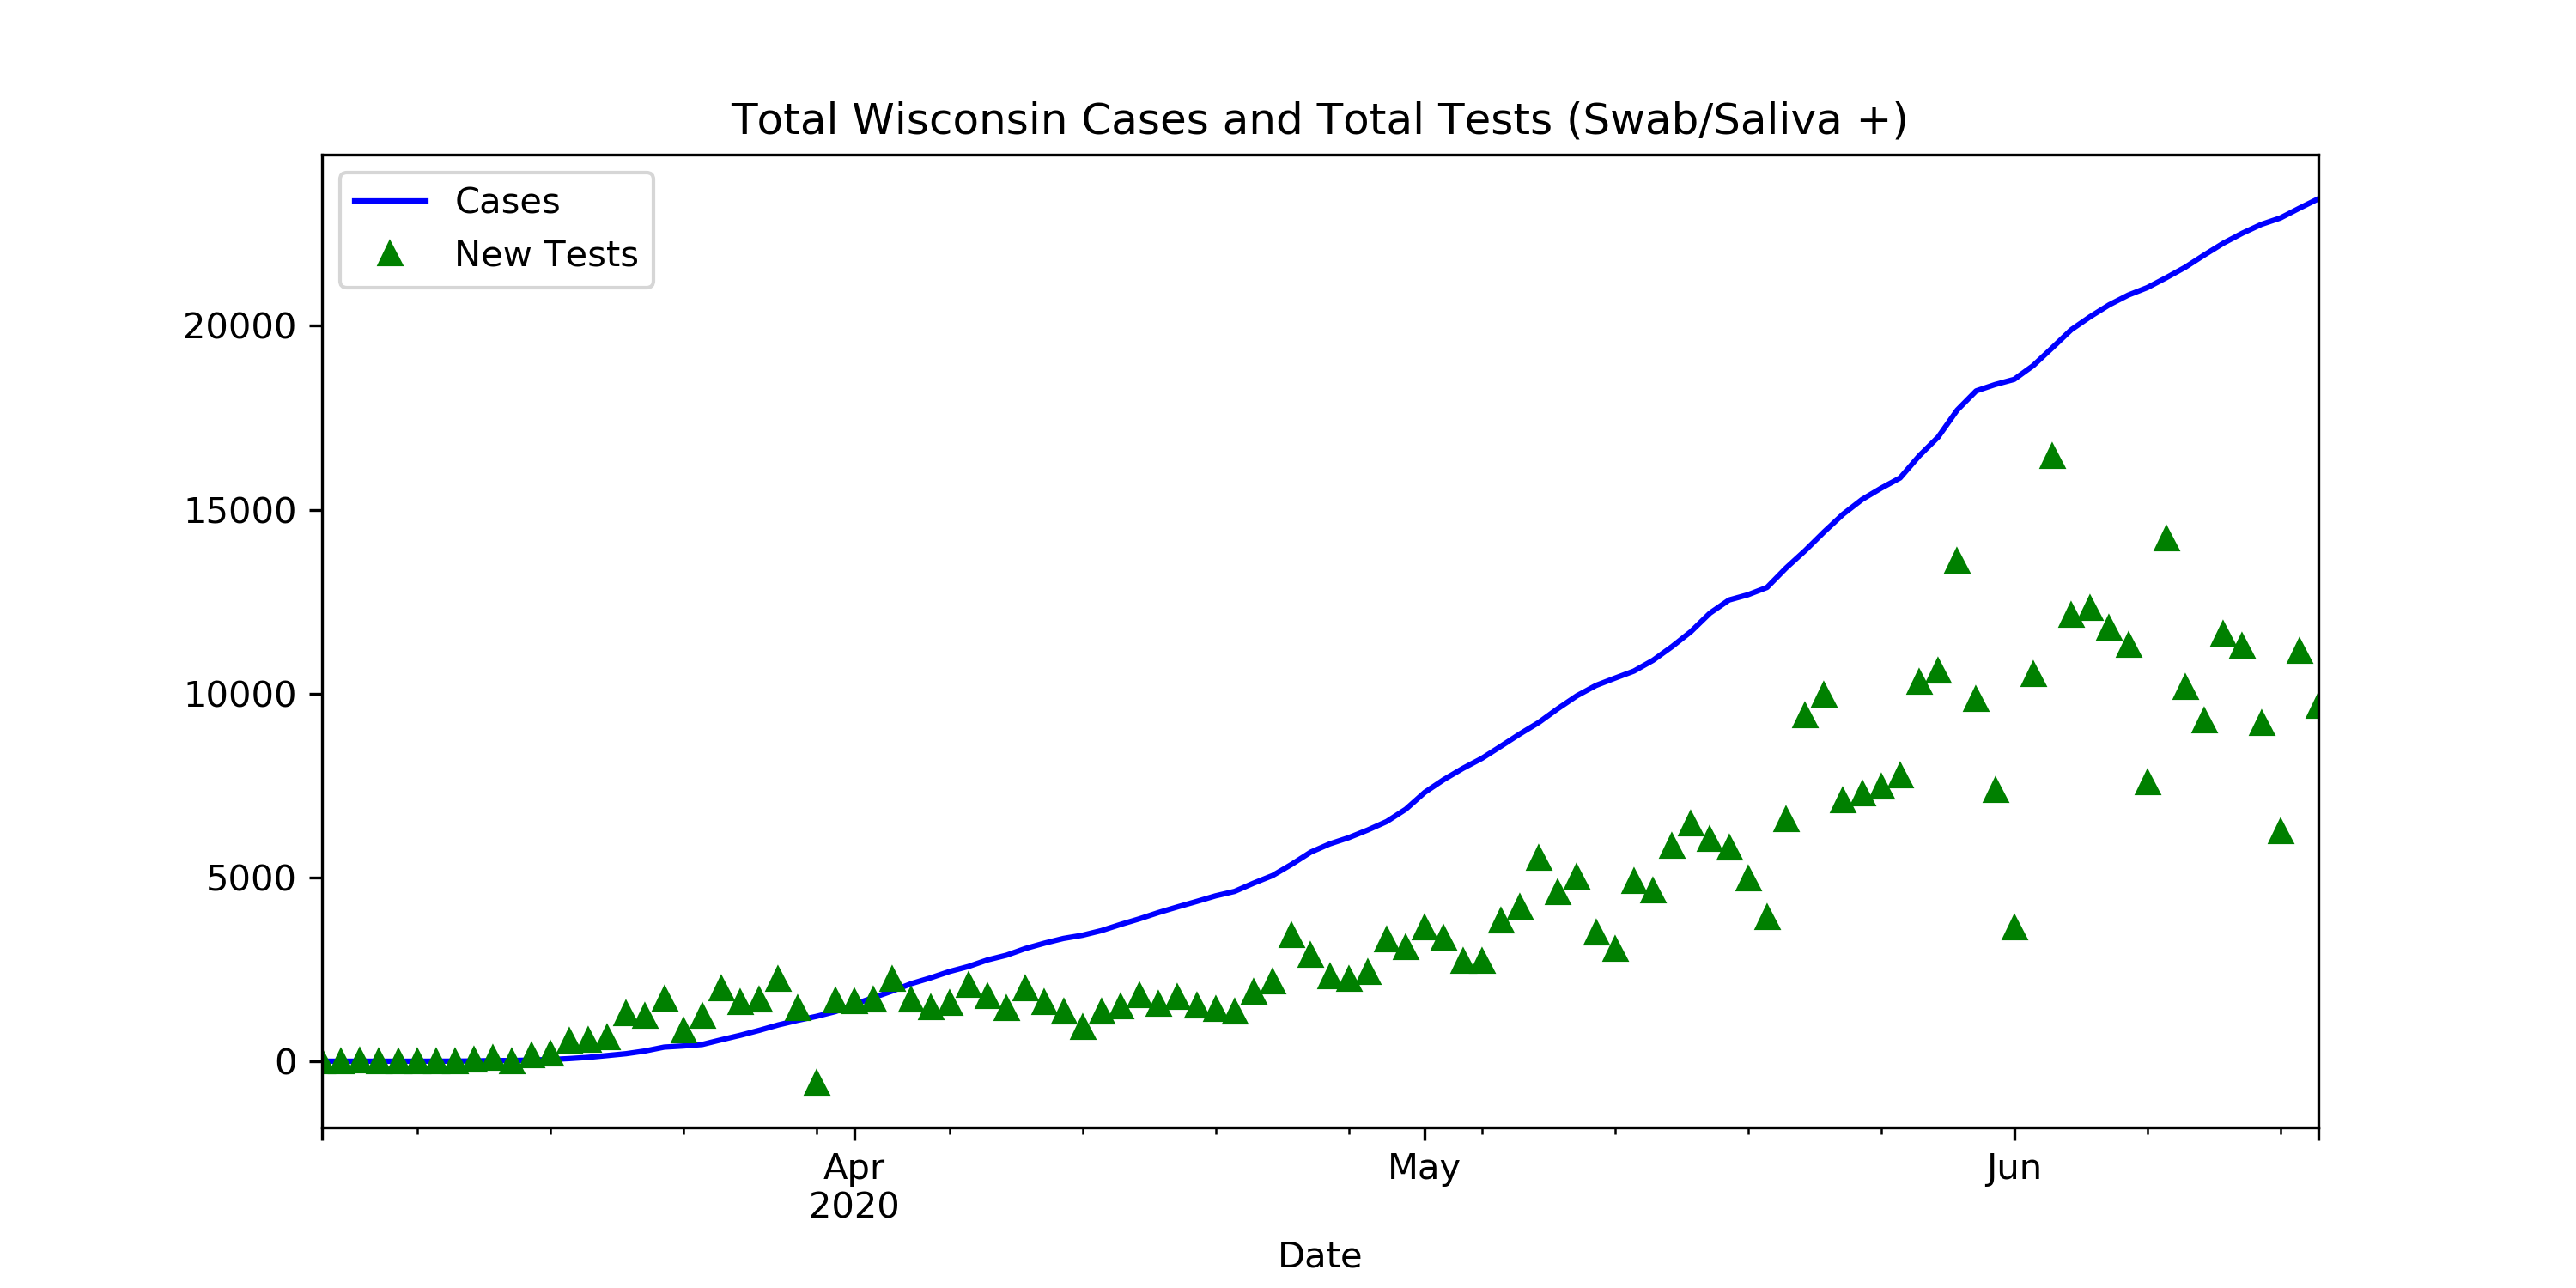 Total Wisconsin Cases and Total Tests (Swab/Saliva +)
Cases
New Tests
20000
15000
10000
5000
0
Apr
2020
May
Jun
Date